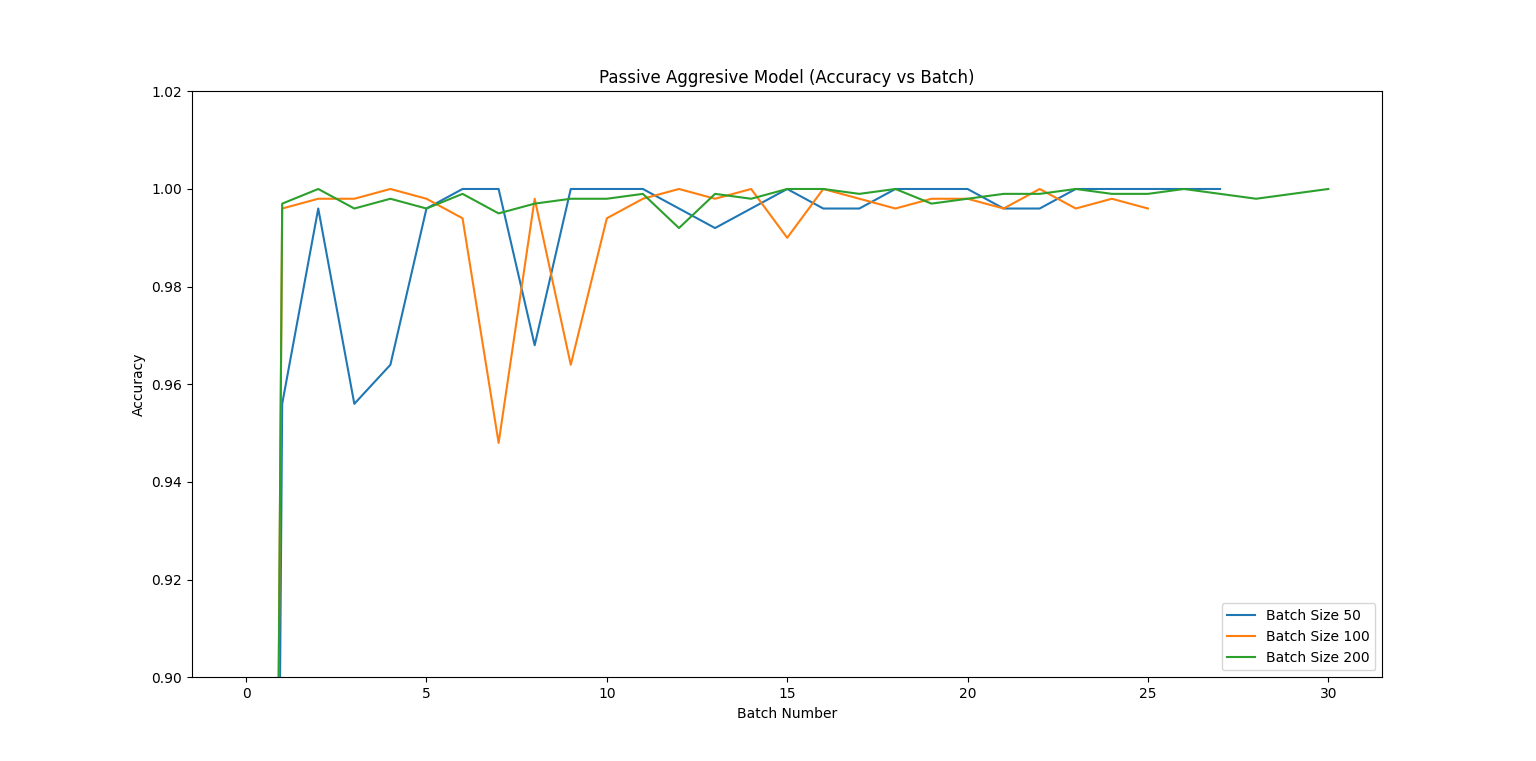 Passive Aggresive Model (Accuracy vs Batch)
1.02
1.00
0.98
0.96
0.94
0.92
0.90
Accuracy
0 5 10 15 20 25 30
Batch Number
Batch Size 50
Batch Size 100
Batch Size 200